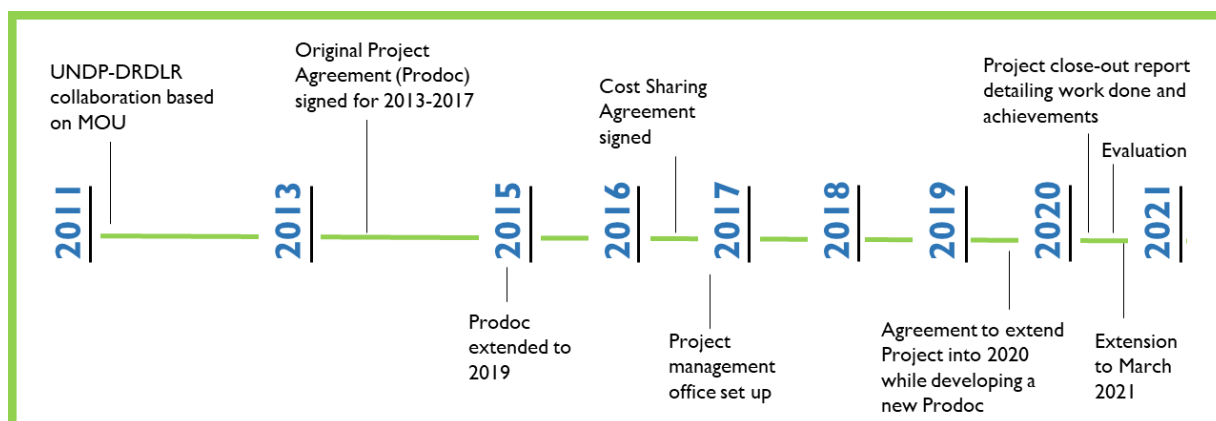 UNDP-DRDLR
collaboration based
on MOU
Original Project
Agreement (Prodoc)
signed for 2013-2017
Cost Sharing
Agreement
signed
Project close-out report
detailing work done and
achievements
Evaluation
2011
2013
2015
2016
2017
2018
2019
2020
2021
Prodoc
extended to
2019
Project
management
office set up
Agreement to extend
Project into 2020
while developing a
new Prodoc
Extension
to March
2021